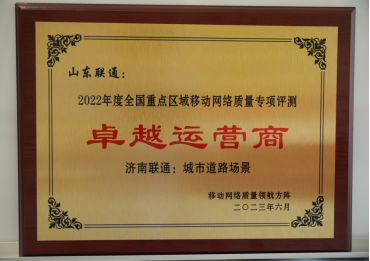 山东联通：
2022年度全国重点区域移动网络质量专项评测
卓越运营商
济南联通：城市道路场景
移动网络质量领航方阵
二〇二三年六月